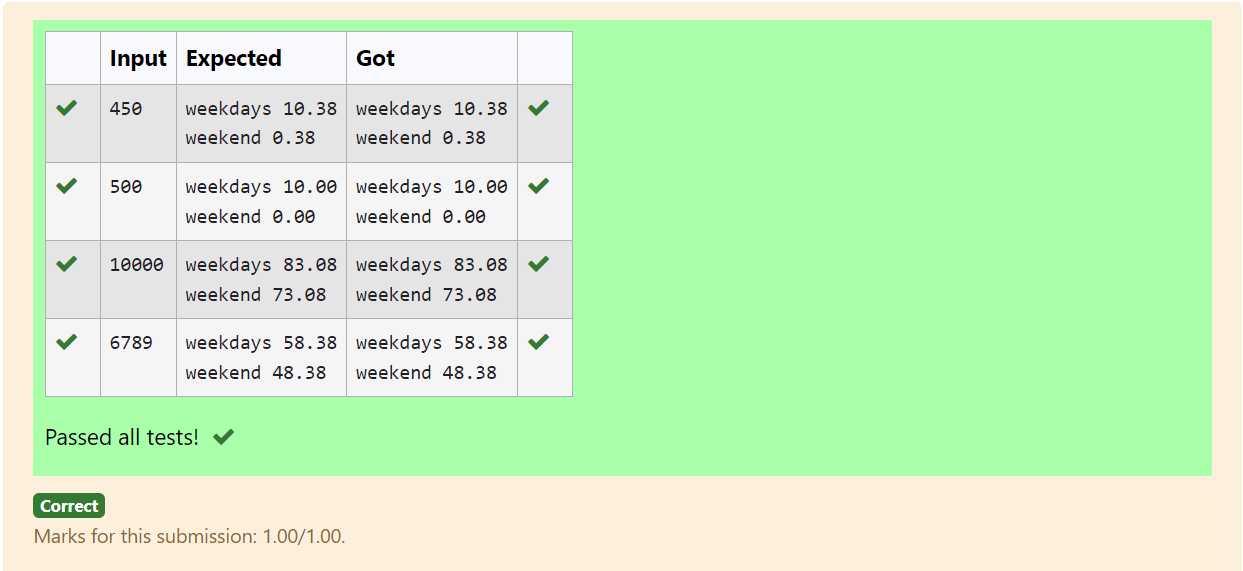 Input Expected Got
450 weekdays 10.38 weekdays 10.38
weekend 0.38 weekend 0.38
500 weekdays 10.00 weekdays 10.00
weekend 0.00 weekend 0.00
10000 weekdays 83.08 weekdays 83.08
weekend 73.08 weekend 73.08
6789 weekdays 58.38 weekdays 58.38
weekend 48.38 weekend 48.38
Passed all tests!
Correct
Marks for this submission: 1.00/1.00.